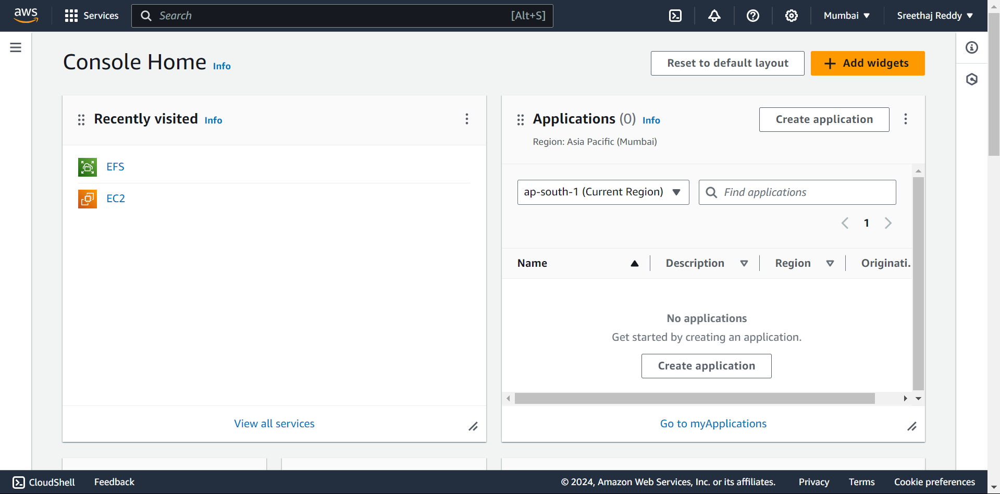 aws
Services
Search
[Alt+S]
Mumbai
Sreethaj Reddy
Console Home Info
Reset to default layout
Add widgets
Recently visited Info
EFS
EC2
View all services
Applications (0) Info
Create application
Region: Asia Pacific (Mumbai)
ap-south-1 (Current Region)
Find applications
1
Name
Description
Region
Originati.
No applications
Get started by creating an application.
Create application
Go to myApplications
CloudShell
Feedback
© 2024, Amazon Web Services, Inc. or its affiliates.
Privacy
Terms
Cookie preferences